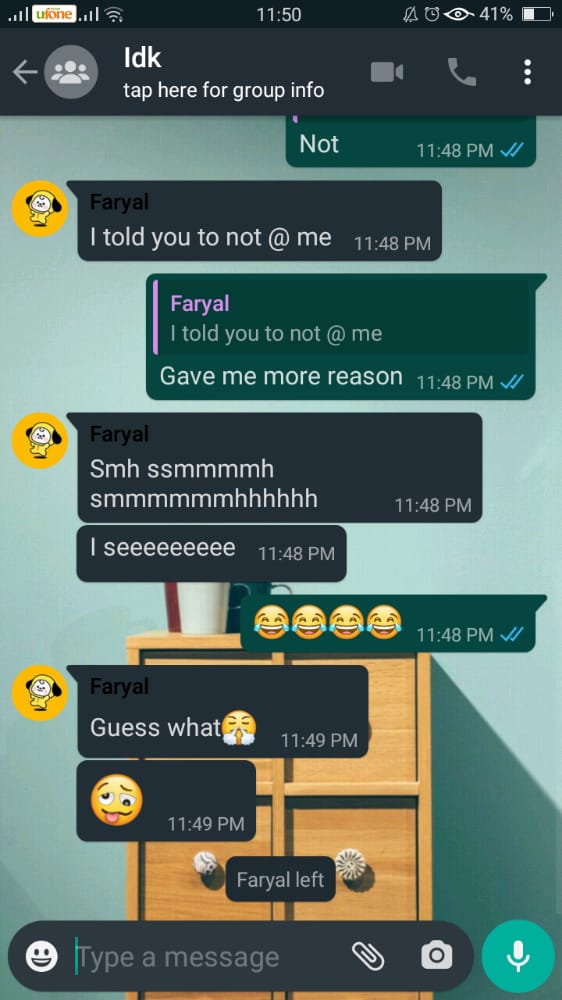 ufone
11:50
41%
Idk
tap here for group info
Not
11:48 PM
Faryal
I told you to not @ me
11:48 PM
Faryal
I told you to not @ me
Gave me more reason
11:48 PM
Faryal
Smh ssmmmmh
smmmmmmhhhhhh
11:48 PM
I seeeeeeeee
11:48 PM
😂😂😂😂
11:48 PM
Faryal
Guess what😤
11:49 PM
🥴
11:49 PM
Faryal left
Type a message